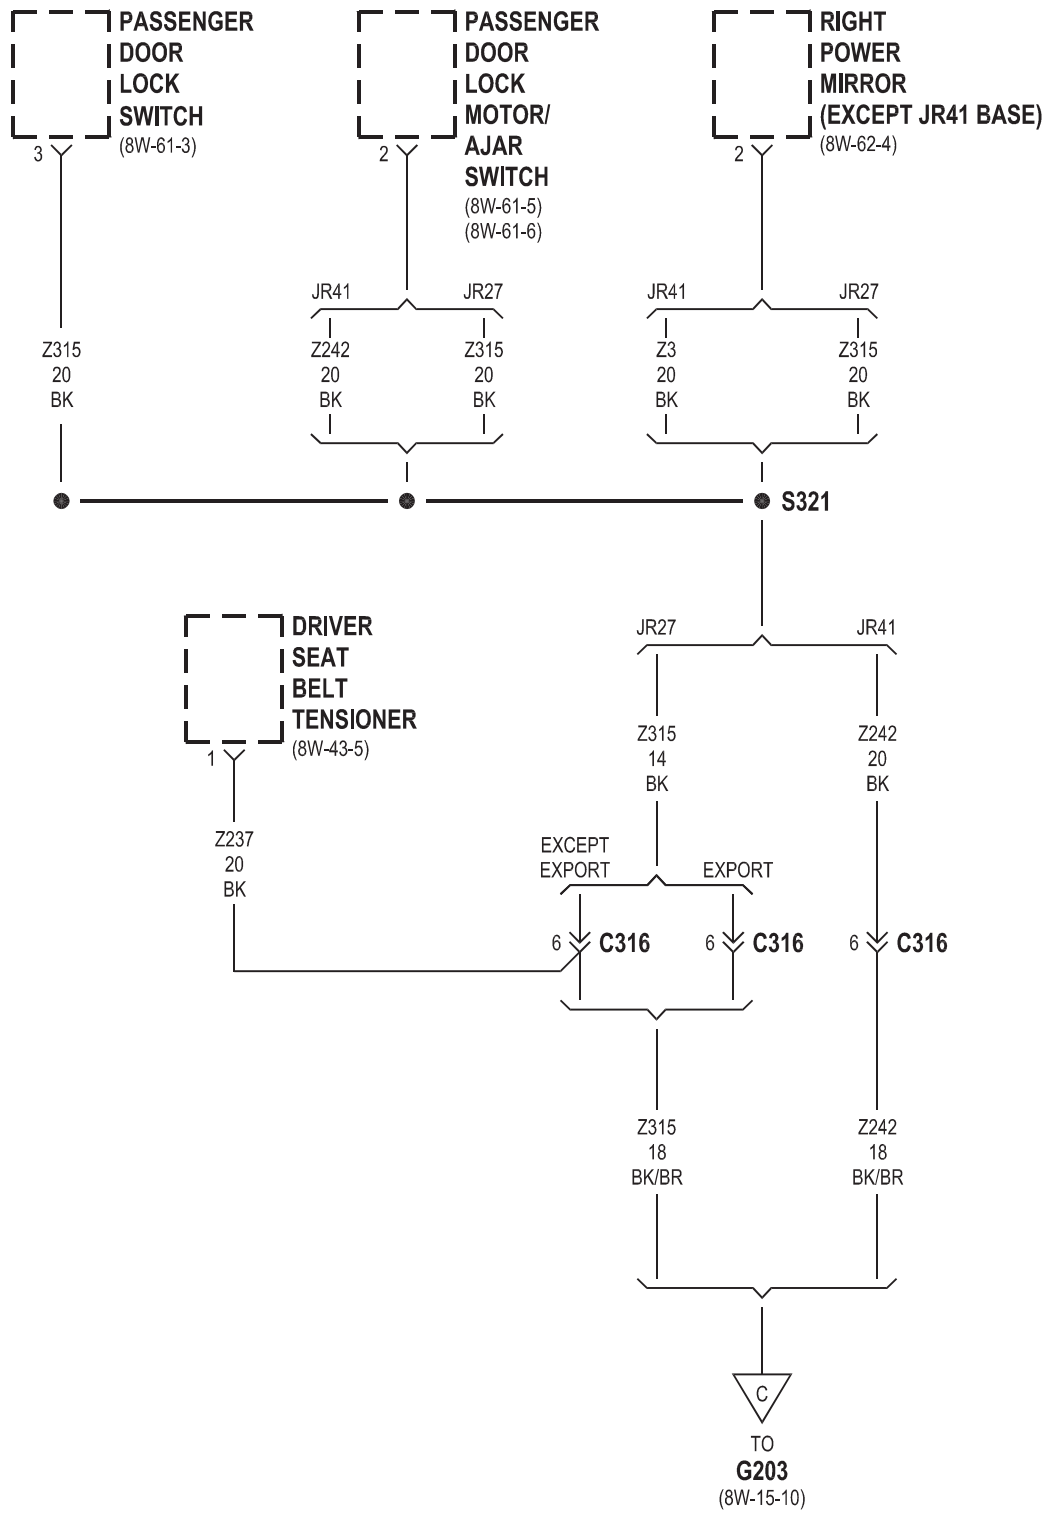 PASSENGER
DOOR
LOCK
SWITCH
(8W-61-3)
3
PASSENGER
DOOR
LOCK
MOTOR/
AJAR
SWITCH
(8W-61-5)
(8W-61-6)
2
RIGHT
POWER
MIRROR
(EXCEPT JR41 BASE)
(8W-62-4)
2
JR41
JR27
JR41
JR27
Z315
20
BK
Z242
20
BK
Z315
20
BK
Z3
20
BK
Z315
20
BK
S321
DRIVER
SEAT
BELT
TENSIONER
(8W-43-5)
1
Z237
20
BK
JR27
JR41
Z315
14
BK
Z242
20
BK
EXCEPT
EXPORT
EXPORT
6
C316
6
C316
6
C316
Z315
18
BK/BR
Z242
18
BK/BR
C
TO
G203
(8W-15-10)